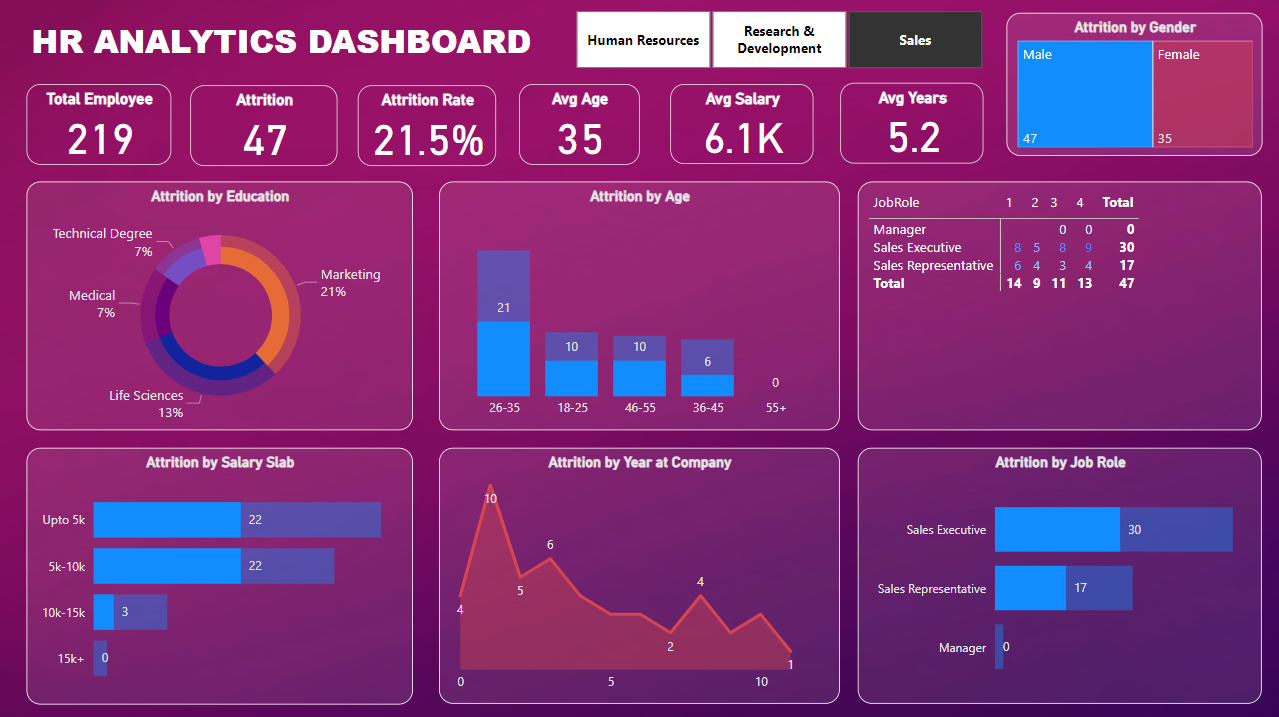 HR ANALYTICS DASHBOARD
Human Resources
Research &
Development
Sales
Attrition by Gender
Male
Female
47
35
Total Employee
219
Attrition
47
Attrition Rate
21.5%
Avg Age
35
Avg Salary
6.1K
Avg Years
5.2
Attrition by Education
Technical Degree
7%
Medical
7%
Marketing
21%
Life Sciences
13%
Attrition by Age
21
10
10
6
0
26-35 18-25 46-55 36-45 55+
JobRole 1 2 3 4 Total
Manager 0 0 0
Sales Executive 8 5 8 9 30
Sales Representative 6 4 3 4 17
Total 14 9 11 13 47
Attrition by Salary Slab
Upto 5k 22
5k-10k 22
10k-15k 3
15k+ 0
Attrition by Year at Company
4
10
5
6
2
4
1
0 5 10
Attrition by Job Role
Sales Executive 30
Sales Representative 17
Manager 0